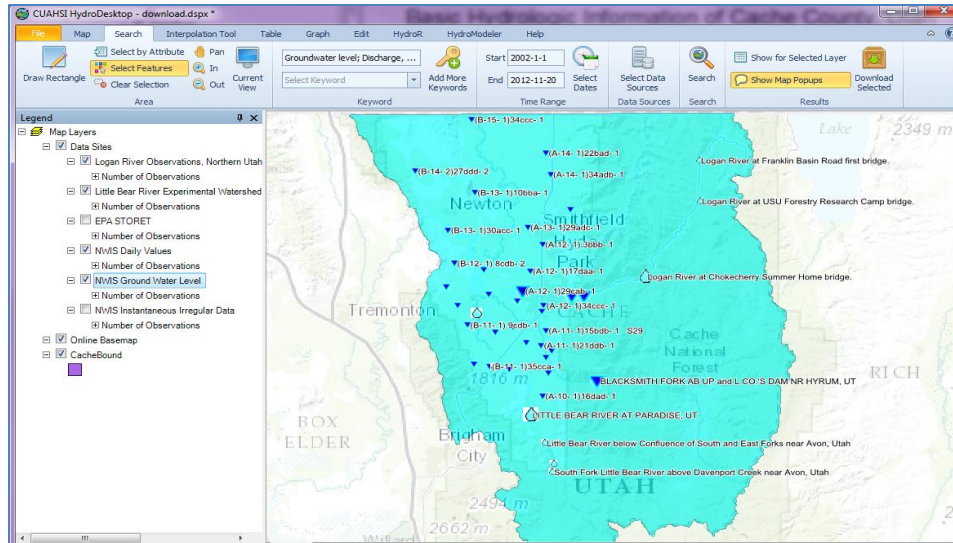 Basic Hydrologic Information of Cache County
CUAHSI HydroDesktop - download.dspx *
File Map Search Interpolation Tool Table Graph Edit HydroR HydroModeler Help
Draw Rectangle
Select by Attribute
Select Features
Clear Selection
Pan
In
Out
Current View
Area
Groundwater level; Discharge, ...
Select Keyword
Add More Keywords
Keyword
Start 2002-1-1
End 2012-11-20
Select Dates
Time Range
Select Data Sources
Data Sources
Search
Search
Show for Selected Layer
Show Map Popups
Download Selected
Results
Legend
Map Layers
Data Sites
Logan River Observations, Northern Utah
Number of Observations
Little Bear River Experimental Watershed
Number of Observations
EPA STORET
Number of Observations
NWIS Daily Values
Number of Observations
NWIS Ground Water Level
Number of Observations
NWIS Instantaneous Irregular Data
Number of Observations
Online Basemap
CacheBound
(B-15- 1)34ccc- 1
Lake 2349 m
(A-14- 1)22bad- 1
Logan River at Franklin Basin Road first bridge.
(B-14- 2)27ddd- 2
(A-14- 1)34adb- 1
(B-13- 1)10bba- 1
Logan River at USU Forestry Research Camp bridge.
Newton
Smithfield
(B-13- 1)30acc- 1
(A-13- 1)29adc- 1
Hyde
Park
(A-12- 1).3bbb- 1
(B-12- 1) 8cdb- 2
(A-12- 1)17daa- 1
Logan River at Chokecherry Summer Home bridge.
(A-12- 1)29cab- 1
Tremonton
(A-12- 1)34ccc- 1
CACHE
(B-11- 1) 9cdb- 1
(A-11- 1)15bdb- 1 S29
Cache
National
Forest
(A-11- 1)21ddb- 1
(B-11- 1)35cca- 1
1816 m
RICH
BLACKSMITH FORK AB UP and L CO.'S DAM NR HYRUM, UT
(A-10- 1)16dad- 1
BOX
ELDER
LITTLE BEAR RIVER AT PARADISE, UT
Brigham
City
Little Bear River below Confluence of South and East Forks near Avon, Utah
South Fork Little Bear River above Davenport Creek near Avon, Utah
UTAH
2494 m
2662 m
Willard